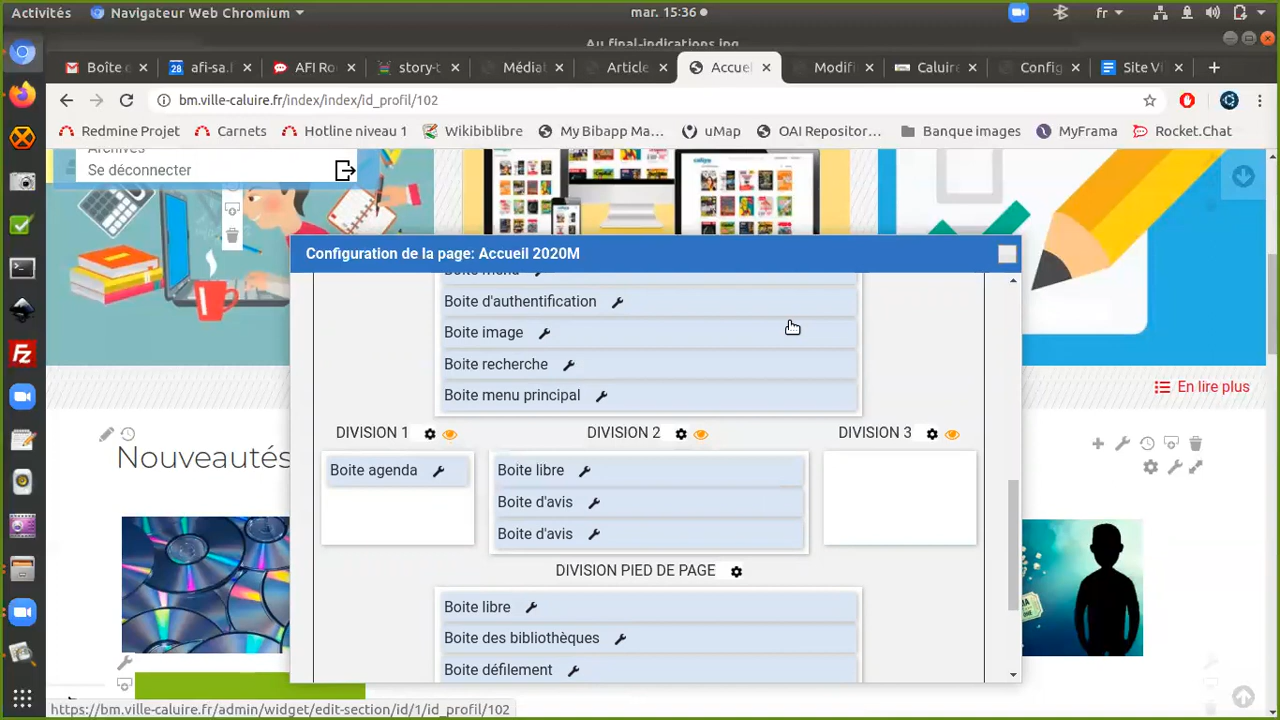 Activités
Navigateur Web Chromium
mar. 15:36
fr
Au final-indications.jpg
Boîte
afi-sa.f
AFI Ro
story-t
Média
Article
Accue
Modifi
Caluire
Config
Site Vi
bm.ville-caluire.fr/index/index/id_profil/102
Redmine Projet
Carnets
Hotline niveau 1
Wikibiblibre
My Bibapp Ma...
uMap
OAI Repositor...
Banque images
MyFrama
Rocket.Chat
Archives
Se déconnecter
Configuration de la page: Accueil 2020M
Boite menu
Boite d'authentification
Boite image
Boite recherche
Boite menu principal
En lire plus
DIVISION 1
DIVISION 2
DIVISION 3
Nouveautés
Boite agenda
Boite libre
Boite d'avis
Boite d'avis
DIVISION PIED DE PAGE
Boite libre
Boite des bibliothèques
Boite défilement
https://bm.ville-caluire.fr/admin/widget/edit-section/id/1/id_profil/102